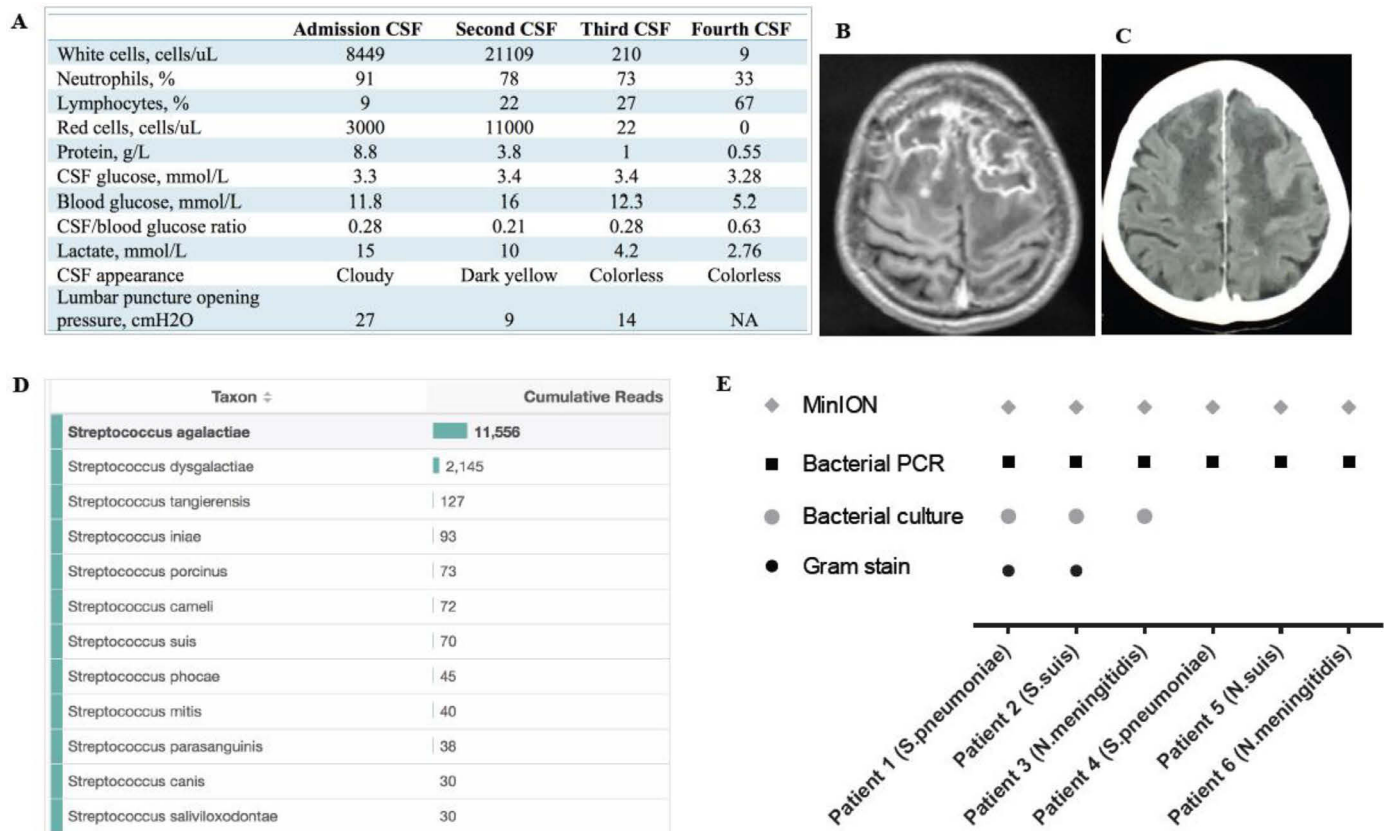 A
Admission CSF Second CSF Third CSF Fourth CSF
White cells, cells/uL 8449 21109 210 9
Neutrophils, % 91 78 73 33
Lymphocytes, % 9 22 27 67
Red cells, cells/uL 3000 11000 22 0
Protein, g/L 8.8 3.8 1 0.55
CSF glucose, mmol/L 3.3 3.4 3.4 3.28
Blood glucose, mmol/L 11.8 16 12.3 5.2
CSF/blood glucose ratio 0.28 0.21 0.28 0.63
Lactate, mmol/L 15 10 4.2 2.76
CSF appearance Cloudy Dark yellow Colorless Colorless
Lumbar puncture opening
pressure, cmH2O 27 9 14 NA
B
C
D
Taxon Cumulative Reads
Streptococcus agalactiae 11,556
Streptococcus dysgalactiae 2,145
Streptococcus tangierensis 127
Streptococcus iniae 93
Streptococcus porcinus 73
Streptococcus cameli 72
Streptococcus suis 70
Streptococcus phocae 45
Streptococcus mitis 40
Streptococcus parasanguinis 38
Streptococcus canis 30
Streptococcus saliviloxodontae 30
E
MinION
Bacterial PCR
Bacterial culture
Gram stain
Patient 1 (S.pneumoniae)
Patient 2 (S.suis)
Patient 3 (N.meningitidis)
Patient 4 (S.pneumoniae)
Patient 5 (N.suis)
Patient 6 (N.meningitidis)